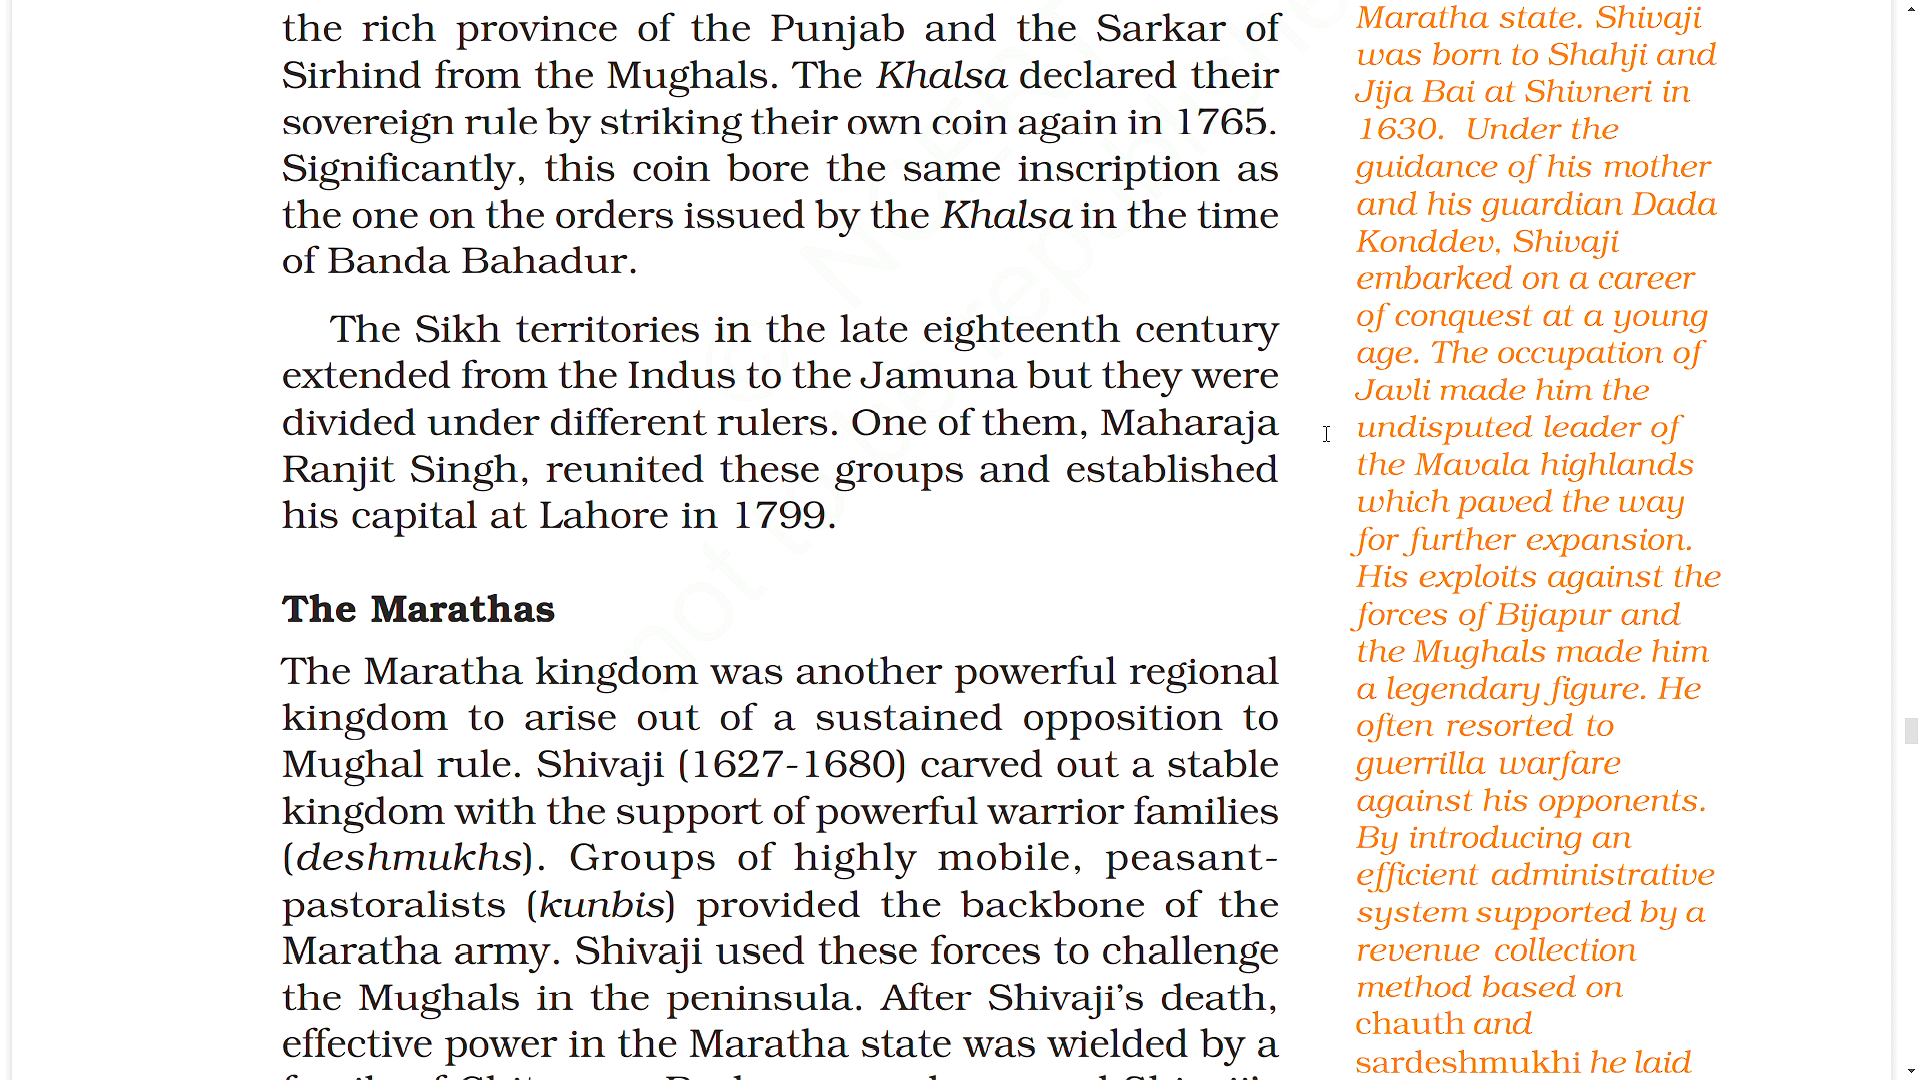 the rich province of the Punjab and the Sarkar of
Sirhind from the Mughals. The Khalsa declared their
sovereign rule by striking their own coin again in 1765.
Significantly, this coin bore the same inscription as
the one on the orders issued by the Khalsa in the time
of Banda Bahadur.
The Sikh territories in the late eighteenth century
extended from the Indus to the Jamuna but they were
divided under different rulers. One of them, Maharaja
Ranjit Singh, reunited these groups and established
his capital at Lahore in 1799.
The Marathas
The Maratha kingdom was another powerful regional
kingdom to arise out of a sustained opposition to
Mughal rule. Shivaji (1627-1680) carved out a stable
kingdom with the support of powerful warrior families
(deshmukhs). Groups of highly mobile, peasant-
pastoralists (kunbis) provided the backbone of the
Maratha army. Shivaji used these forces to challenge
the Mughals in the peninsula. After Shivaji's death,
effective power in the Maratha state was wielded by a
Maratha state. Shivaji
was born to Shahji and
Jija Bai at Shivneri in
1630. Under the
guidance of his mother
and his guardian Dada
Konddev, Shivaji
embarked on a career
of conquest at a young
age. The occupation of
Javli made him the
undisputed leader of
the Mavala highlands
which paved the way
for further expansion.
His exploits against the
forces of Bijapur and
the Mughals made him
a legendary figure. He
often resorted to
guerrilla warfare
against his opponents.
By introducing an
efficient administrative
system supported by a
revenue collection
method based on
chauth and
sardeshmukhi he laid